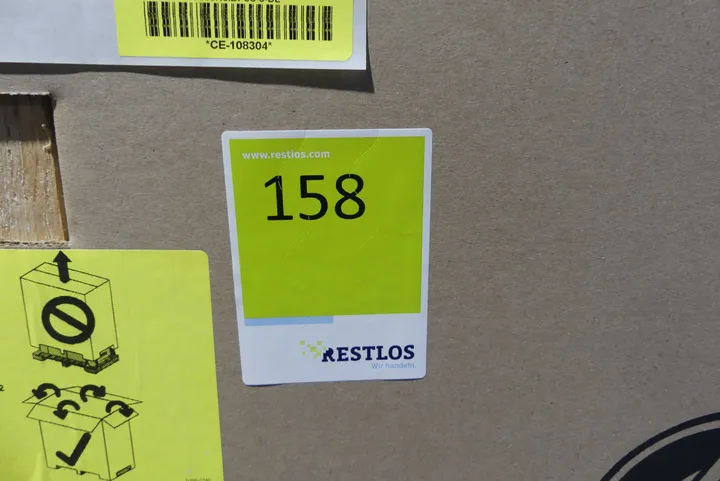 *CE-108304*
www.restlos.com
158
RESTLOS
Wir handeln.